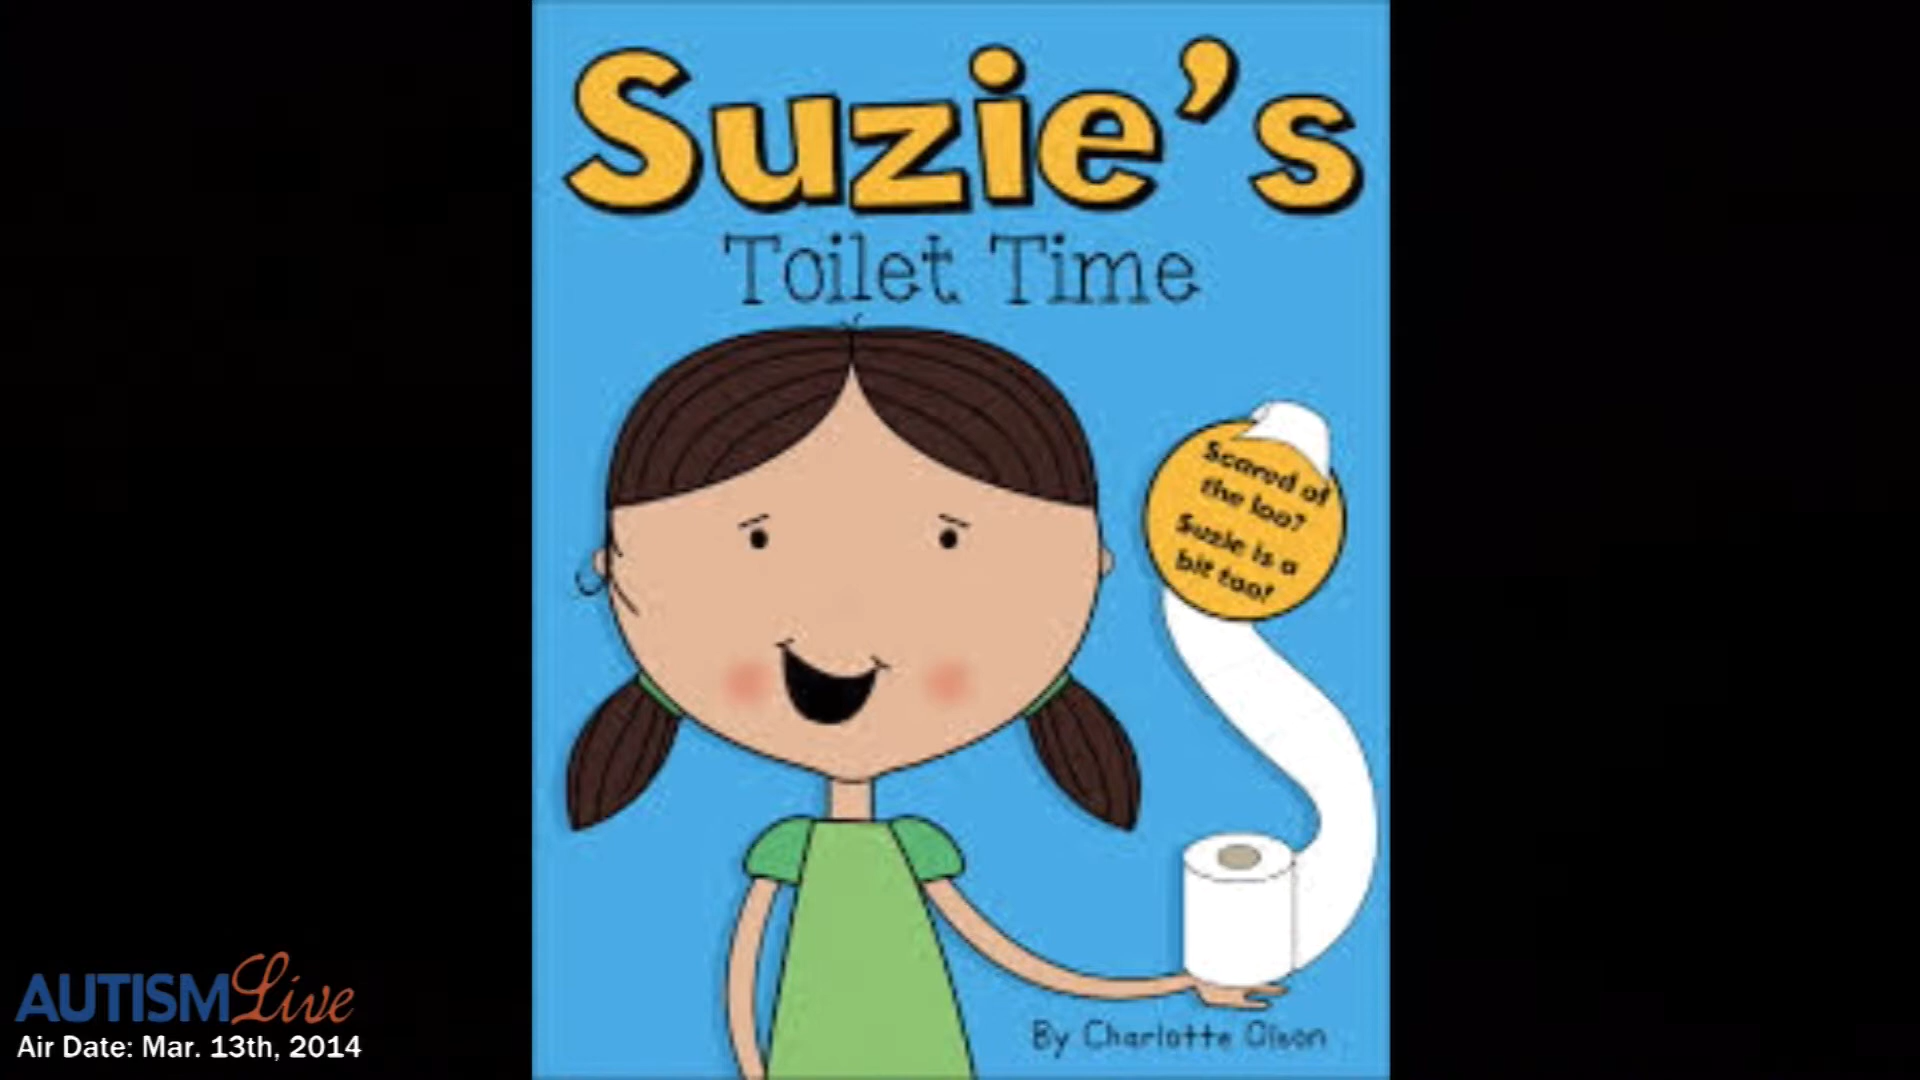 Suzie's
Toilet Time
Scared of
the loo?
Suzie is a
bit too!
By Charlotte Olson
AUTISM Live
Air Date: Mar. 13th, 2014